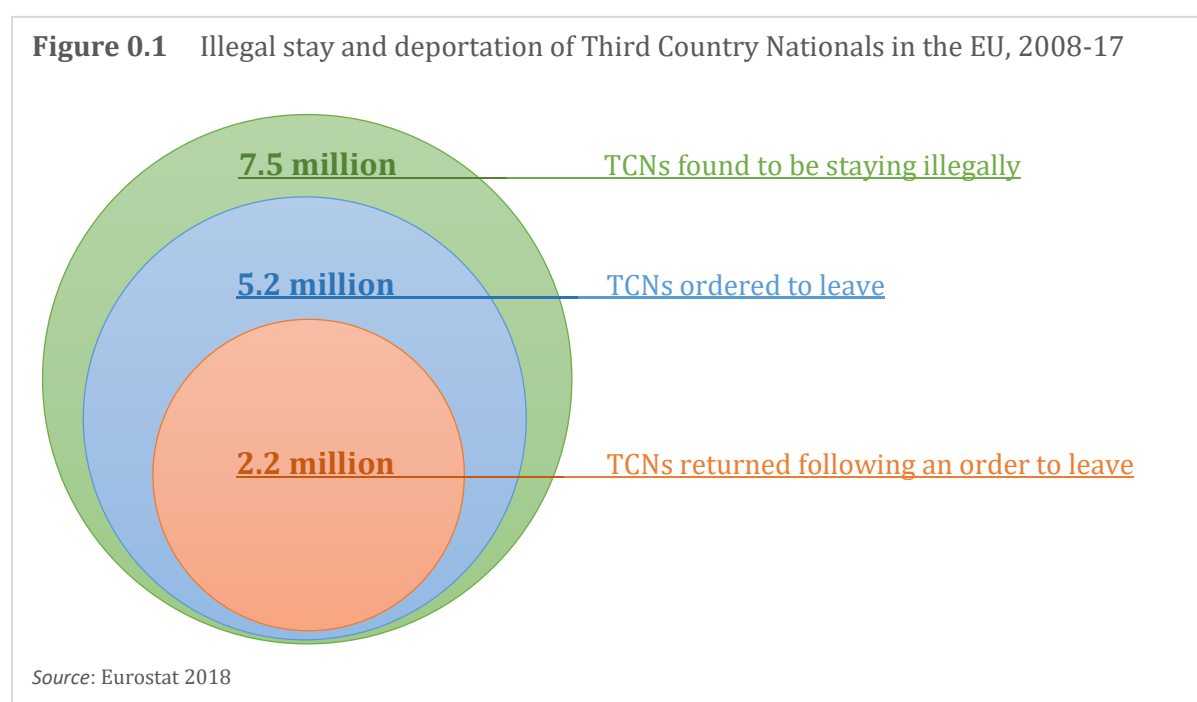 Figure 0.1 Illegal stay and deportation of Third Country Nationals in the EU, 2008-17
7.5 million TCNs found to be staying illegally
5.2 million TCNs ordered to leave
2.2 million TCNs returned following an order to leave
Source: Eurostat 2018